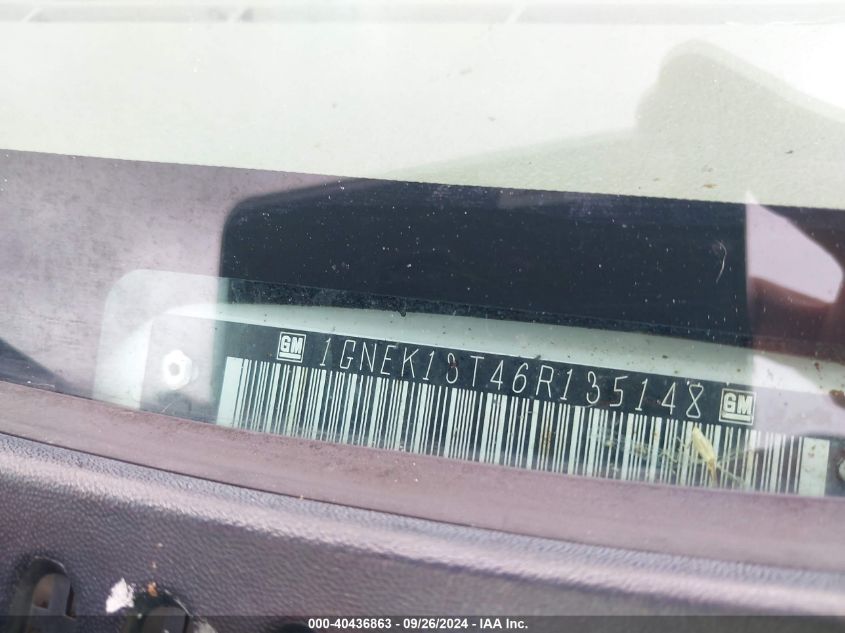 GM 1GNEK13T46R135148 GM
000-40436863 - 09/26/2024 - IAA Inc.